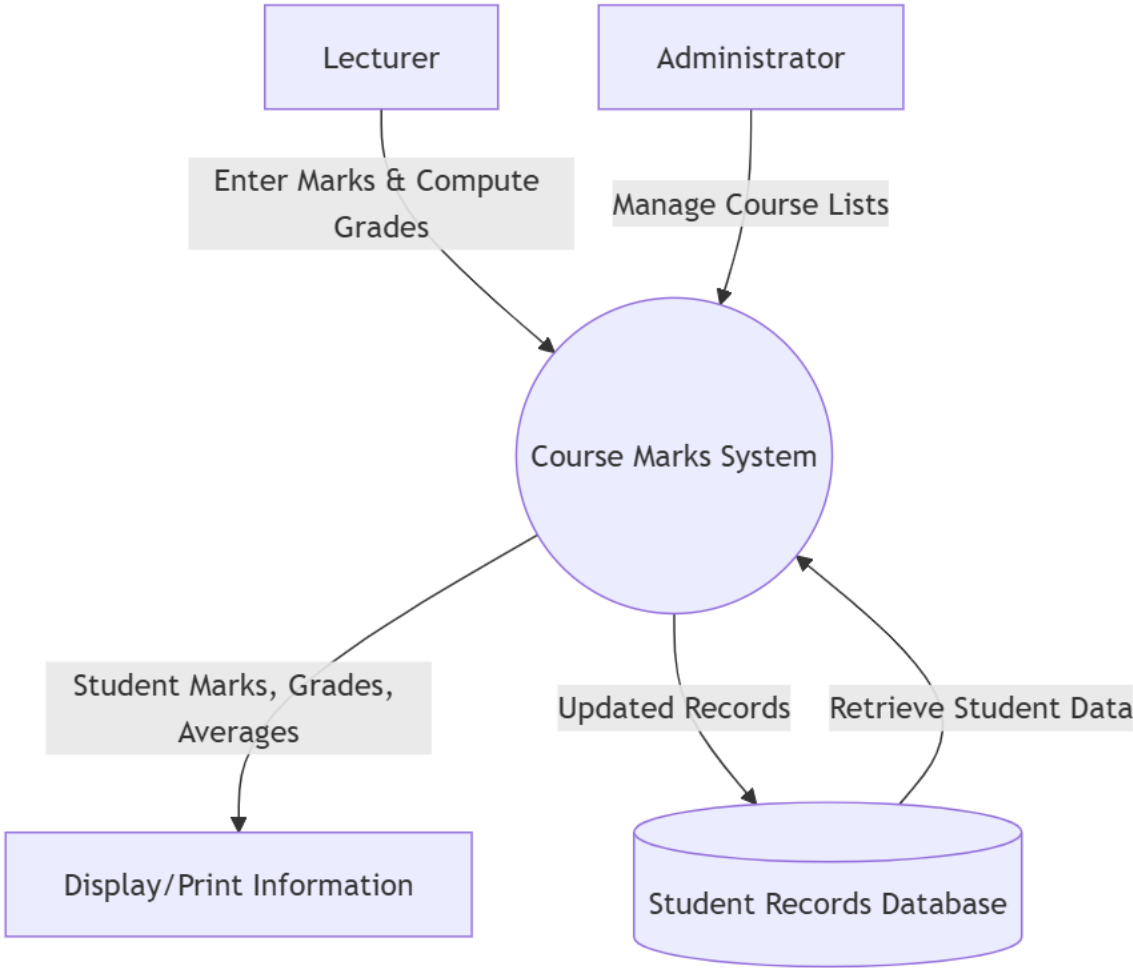 Lecturer
Administrator
Enter Marks & Compute
Grades
Manage Course Lists
Course Marks System
Student Marks, Grades,
Averages
Updated Records
Retrieve Student Data
Display/Print Information
Student Records Database